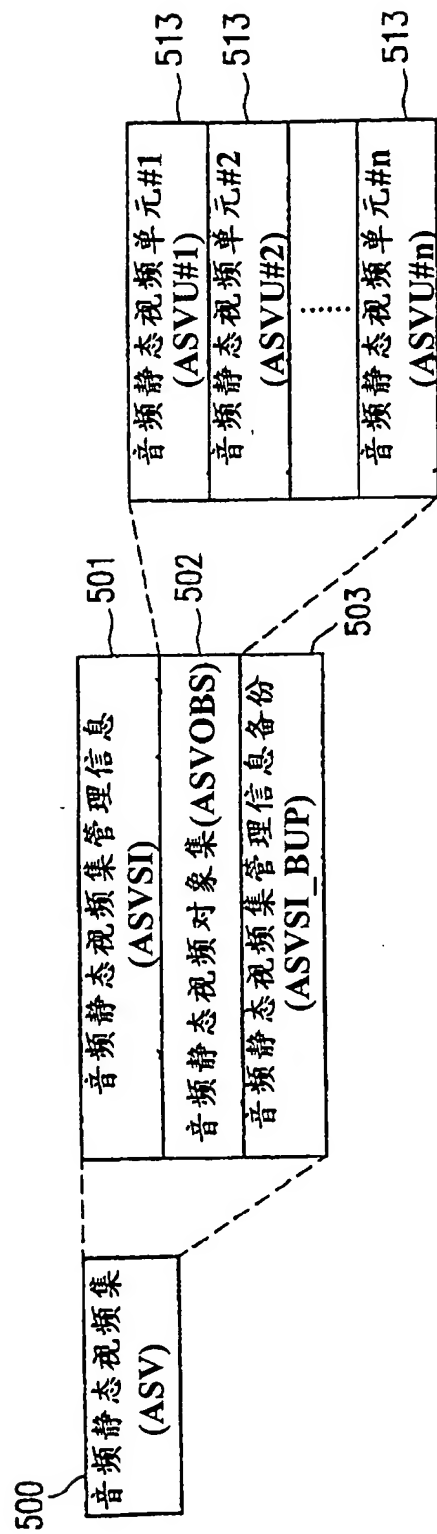 500
音频静态视频集
(ASV)
501
音频静态视频集管理信息
(ASVSI)
502
音频静态视频对象集(ASVOBS)
503
音频静态视频集管理信息备份
(ASVSI_BUP)
音频静态视频单元#1
(ASVU#1)
513
音频静态视频单元#2
(ASVU#2)
513
........
音频静态视频单元#n
(ASVU#n)
513